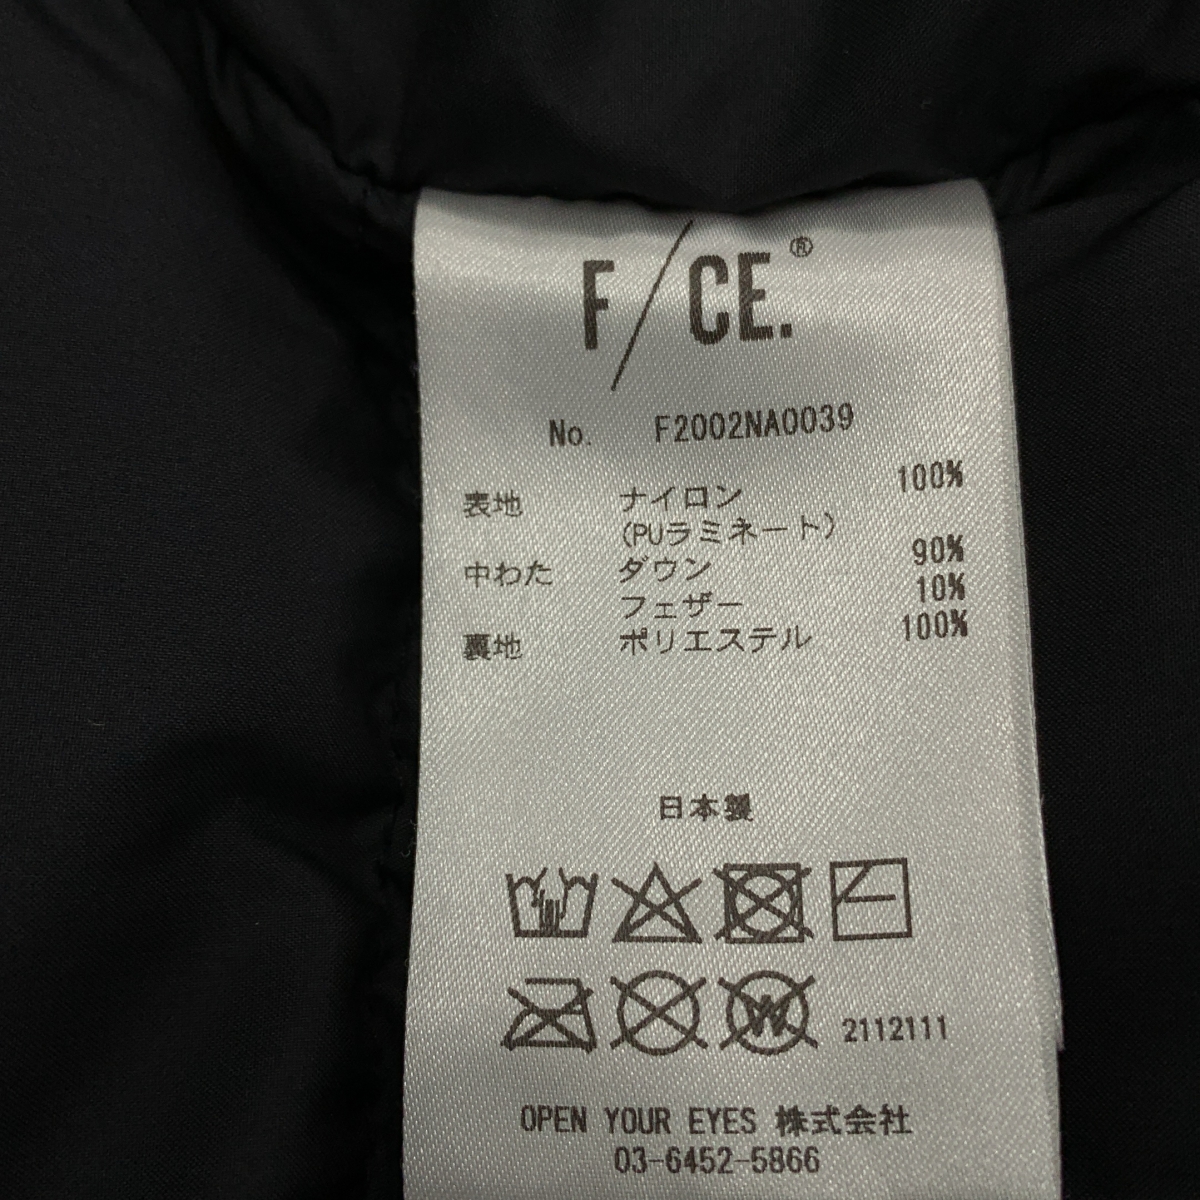 F/CE.®
No. F2002NA0039
表地 ナイロン 100%
(PUラミネート)
中わた ダウン 90%
フェザー 10%
裏地 ポリエステル 100%
日本製
W 2112111
OPEN YOUR EYES 株式会社
03-6452-5866